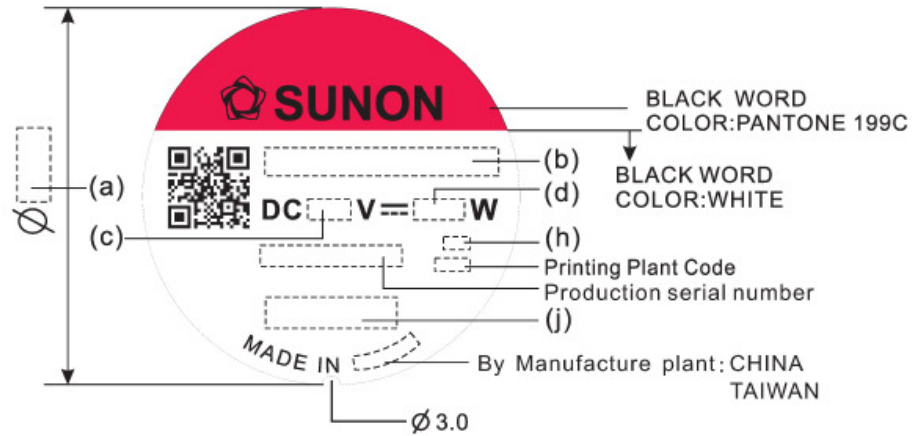 SUNON
BLACK WORD
COLOR:PANTONE 199C
BLACK WORD
COLOR:WHITE
(a)
(b)
(d)
DC V W
(c)
(h)
Printing Plant Code
Production serial number
(j)
MADE IN
By Manufacture plant: CHINA
TAIWAN
Ø
Ø 3.0